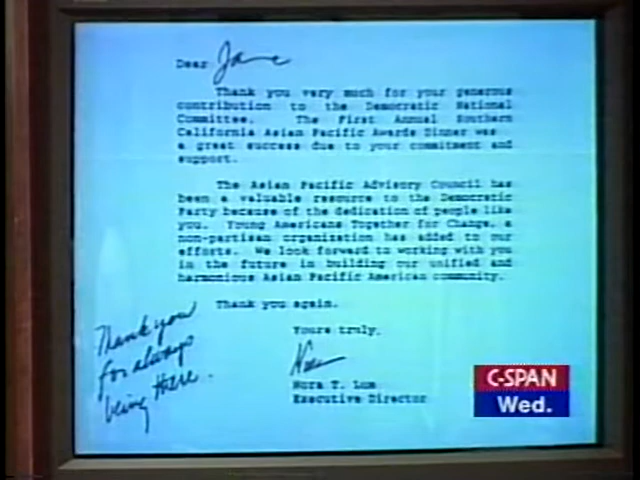 Dear Jane
Thank you very much for your generous
contribution to the Democratic National
Committee. The First Annual Southern
California Asian Pacific Awards Dinner was
a great success due to your commitment and
support.
The Asian Pacific Advisory Council has
been a valuable resource to the Democratic
Party because of the dedication of people like
you. Young Americans Together for Change, a
non-partisan organization has added to our
efforts. We look forward to working with you
in the future in building our unified and
harmonious Asian Pacific American community.
Thank you again.
Yours truly,
Nora
Nora T. Lum
Executive Director
Thank you
for always
being there.
C-SPAN
Wed.